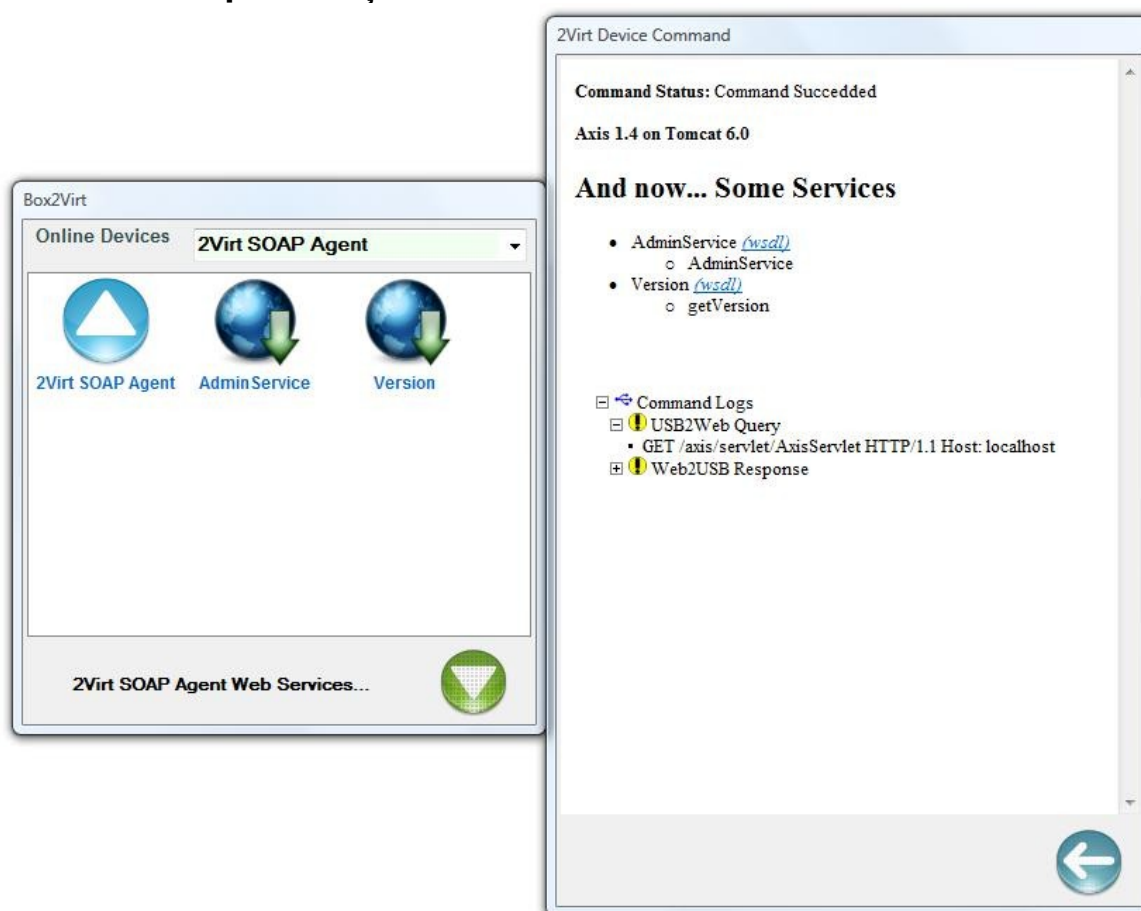 Box2Virt
Online Devices
2Virt SOAP Agent
2Virt SOAP Agent
AdminService
Version
2Virt SOAP Agent Web Services...
2Virt Device Command
Command Status: Command Succedded
Axis 1.4 on Tomcat 6.0
And now... Some Services
AdminService (wsdl)
AdminService
Version (wsdl)
getVersion
Command Logs
USB2Web Query
GET /axis/servlet/AxisServlet HTTP/1.1 Host: localhost
Web2USB Response